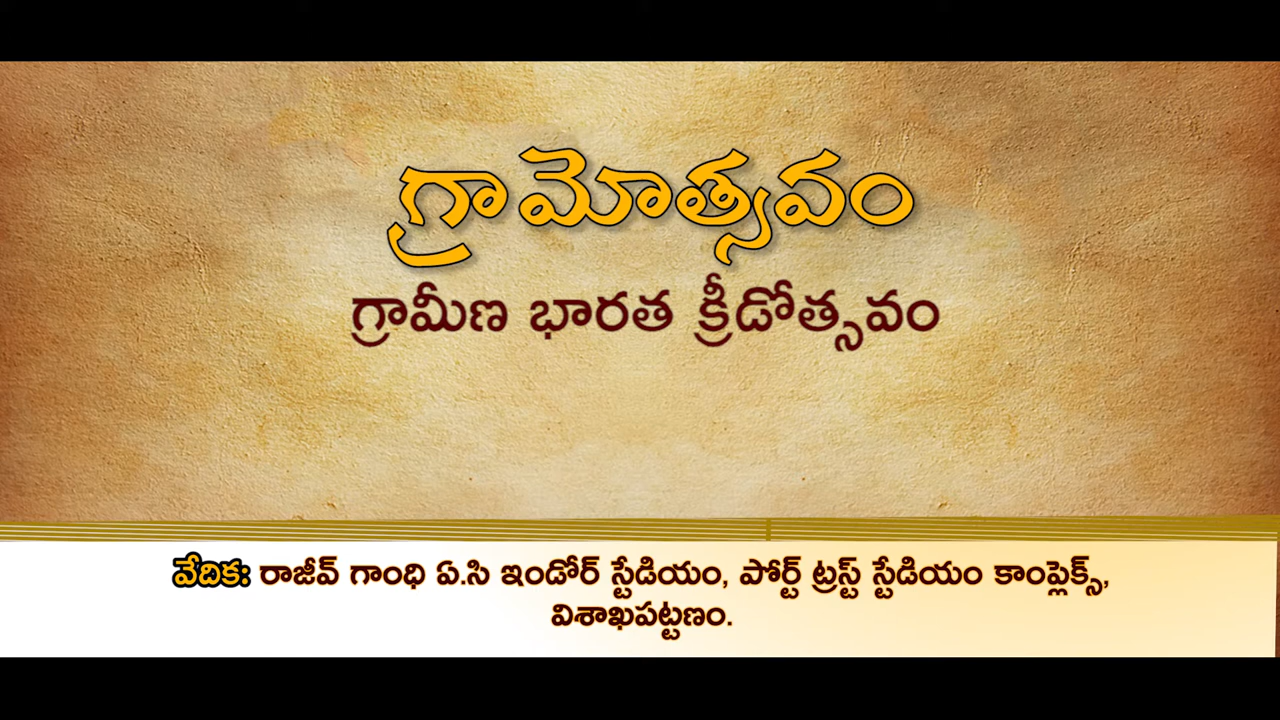 గ్రామోత్సవం
గ్రామీణ భారత క్రీడోత్సవం
వేదిక: రాజీవ్ గాంధి ఏ.సి ఇండోర్ స్టేడియం, పోర్ట్ ట్రస్ట్ స్టేడియం కాంప్లెక్స్,
విశాఖపట్టణం.